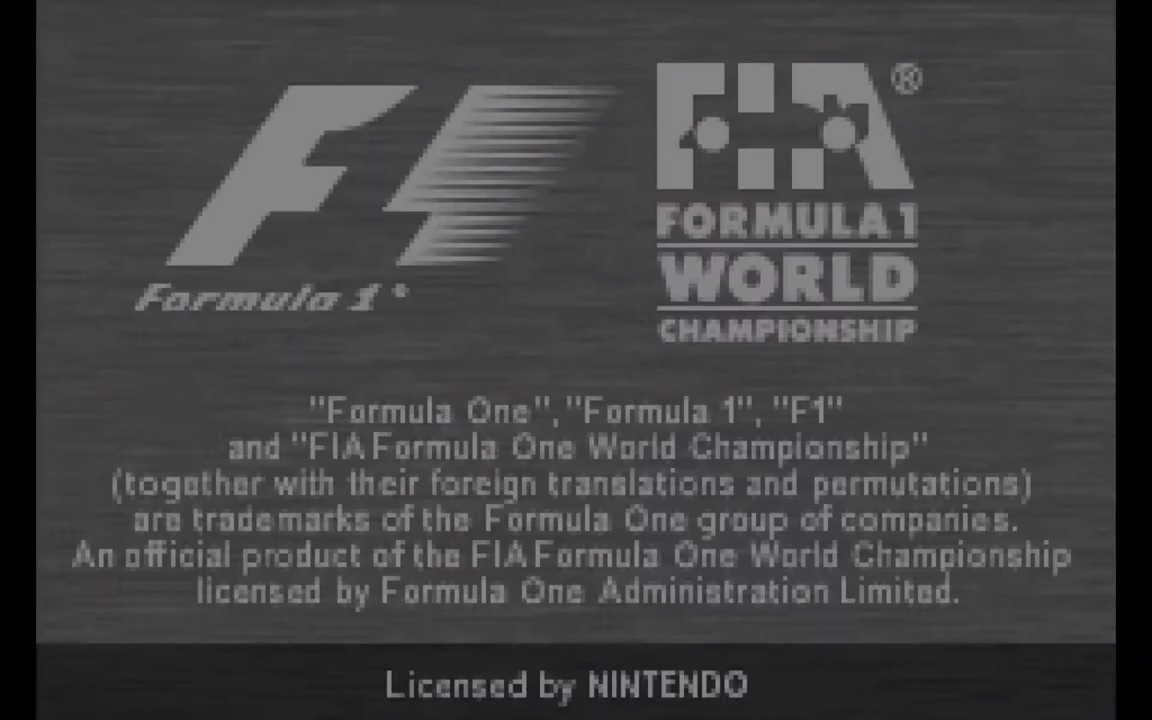 F1
Formula 1
FIA®
FORMULA 1
WORLD
CHAMPIONSHIP
"Formula One", "Formula 1", "F1"
and "FIA Formula One World Championship"
(together with their foreign translations and permutations)
are trademarks of the Formula One group of companies.
An official product of the FIA Formula One World Championship
licensed by Formula One Administration Limited.
Licensed by NINTENDO